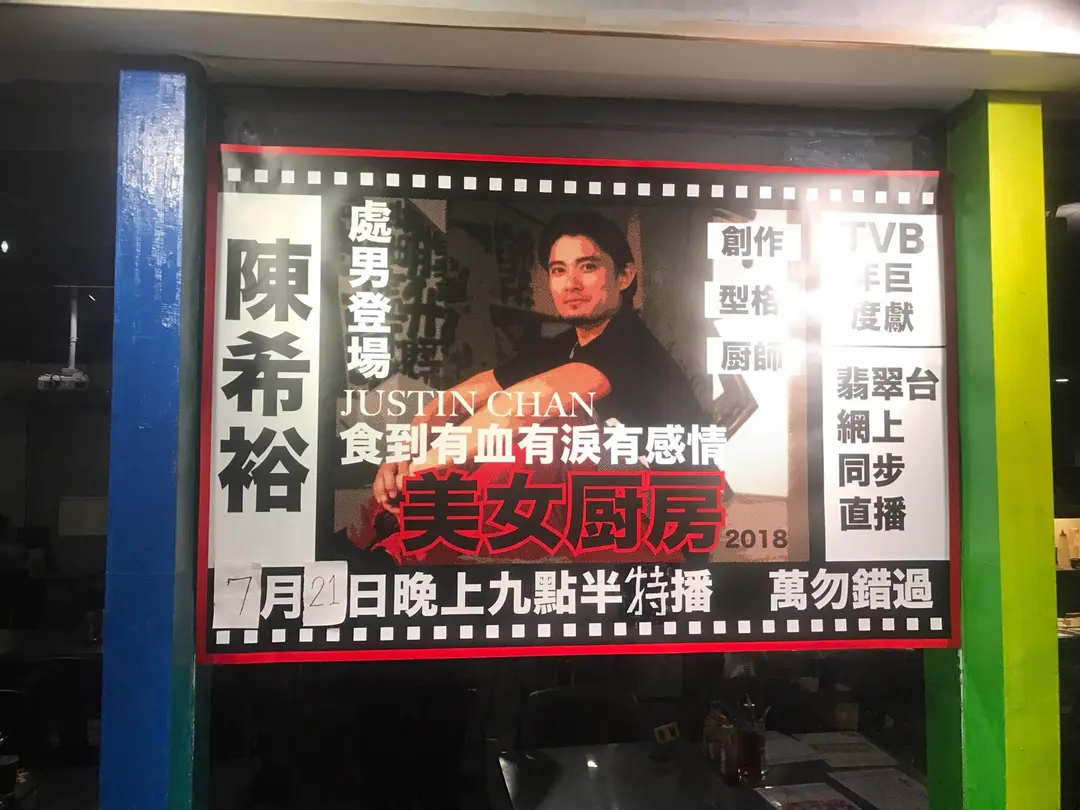 陳希裕
處男登場
JUSTIN CHAN
食到有血有淚有感情
美女厨房
2018
創作
型格
厨師
TVB
年巨
度獻
翡翠台
網上
同步
直播
7月21日晚上九點半特播 萬勿錯過